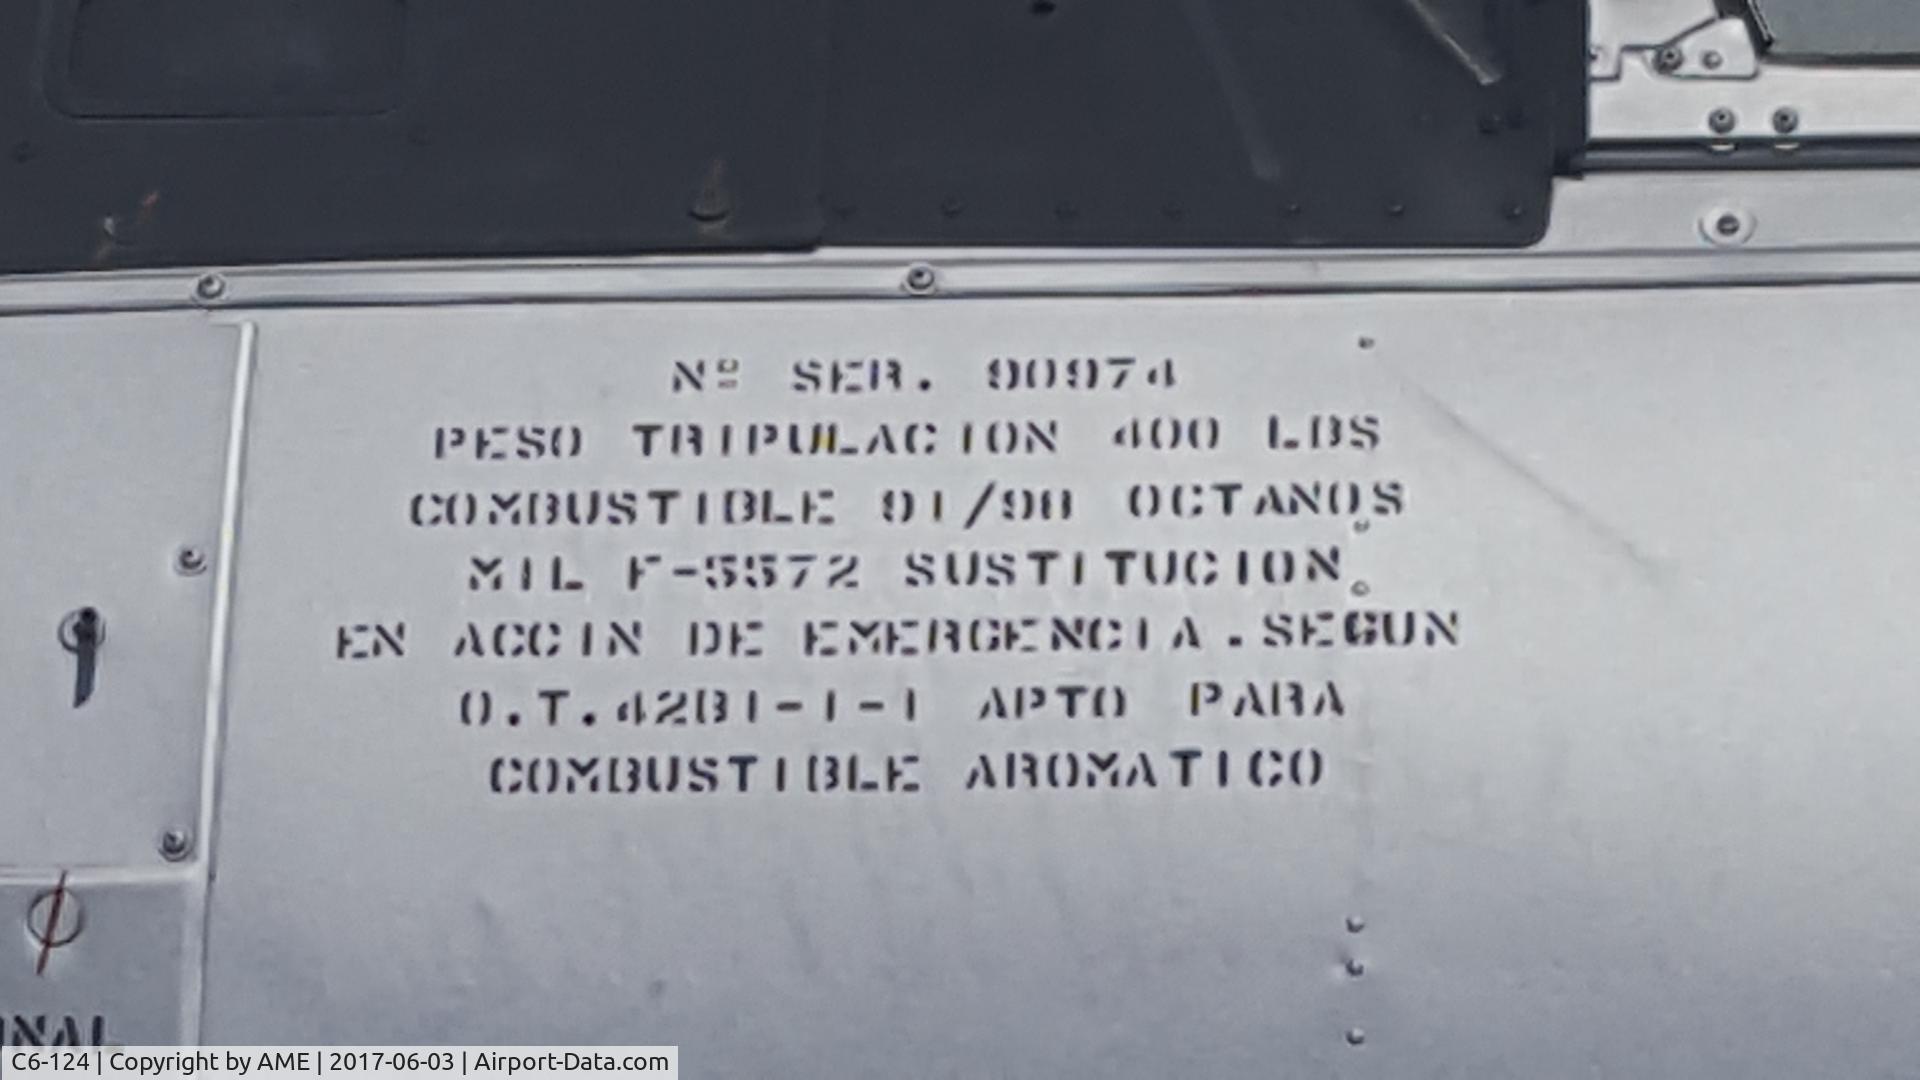 Nº SER. 90974
PESO TRIPULACION 400 LBS
COMBUSTIBLE 91/98 OCTANOS
MIL F-5572 SUSTITUCION
EN ACCIN DE EMERGENCIA.SEGUN
O.T.42B1-1-1 APTO PARA
COMBUSTIBLE AROMATICO
C6-124 | Copyright by AME | 2017-06-03 | Airport-Data.com